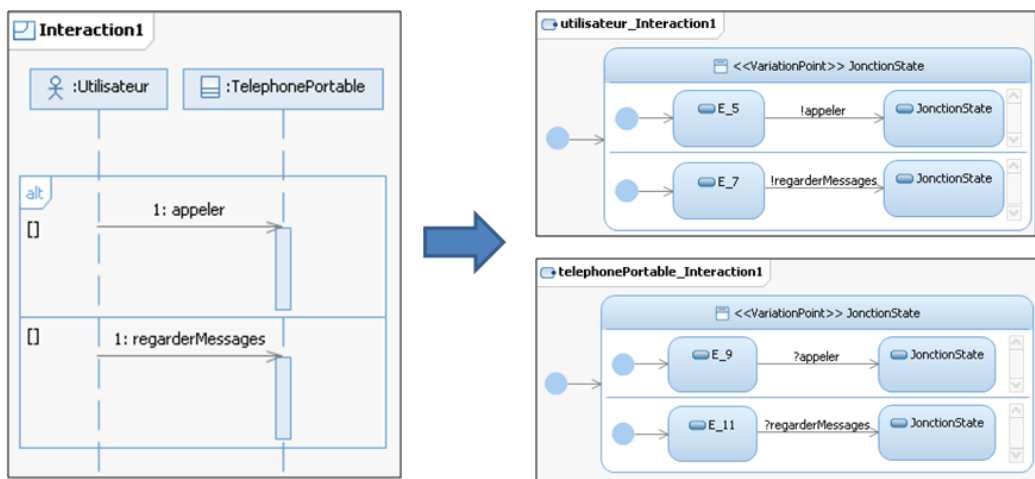 Interaction1
:Utilisateur
:TelephonePortable
alt
[]
1: appeler
[]
1: regarderMessages
utilisateur_Interaction1
<<VariationPoint>> JonctionState
E_5
!appeler
JonctionState
E_7
!regarderMessages
JonctionState
telephonePortable_Interaction1
<<VariationPoint>> JonctionState
E_9
?appeler
JonctionState
E_11
?regarderMessages
JonctionState